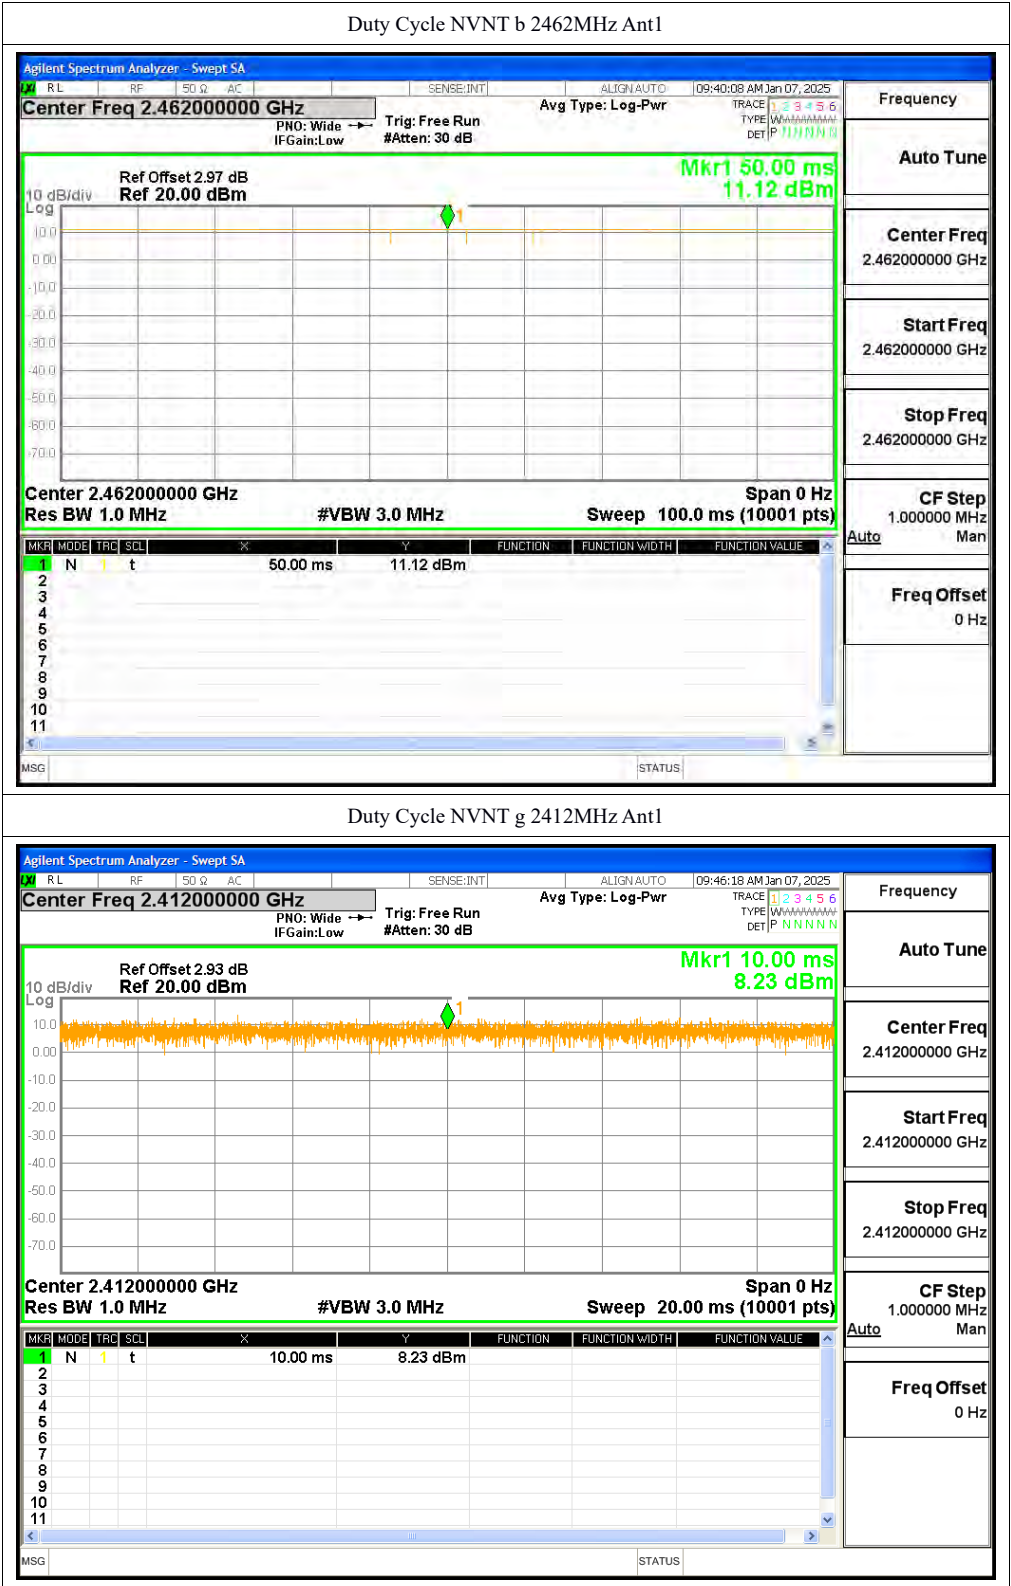 Duty Cycle NVNT b 2462MHz Ant1
Agilent Spectrum Analyzer - Swept SA
LXI RL RF 50 Ω AC SENSE:INT ALIGN AUTO 09:40:08 AM Jan 07, 2025
Center Freq 2.462000000 GHz
Avg Type: Log-Pwr
TRACE 1 2 3 4 5 6
PNO: Wide
Trig: Free Run
TYPE W
IFGain:Low
#Atten: 30 dB
DET P N N N N N
Mkr1 50.00 ms
Ref Offset 2.97 dB
11.12 dBm
10 dB/div
Ref 20.00 dBm
Log
10.0
0.00
-10.0
-20.0
-30.0
-40.0
-50.0
-60.0
-70.0
1
Center 2.462000000 GHz
Span 0 Hz
Res BW 1.0 MHz
#VBW 3.0 MHz
Sweep 100.0 ms (10001 pts)
MKR MODE TRC SCL X Y FUNCTION FUNCTION WIDTH FUNCTION VALUE
1 N 1 t 50.00 ms 11.12 dBm
2
3
4
5
6
7
8
9
10
11
MSG
STATUS
Frequency
Auto Tune
Center Freq
2.462000000 GHz
Start Freq
2.462000000 GHz
Stop Freq
2.462000000 GHz
CF Step
1.000000 MHz
Auto Man
Freq Offset
0 Hz
Duty Cycle NVNT g 2412MHz Ant1
Agilent Spectrum Analyzer - Swept SA
LXI RL RF 50 Ω AC SENSE:INT ALIGN AUTO 09:46:18 AM Jan 07, 2025
Center Freq 2.412000000 GHz
Avg Type: Log-Pwr
TRACE 1 2 3 4 5 6
PNO: Wide
Trig: Free Run
TYPE W
IFGain:Low
#Atten: 30 dB
DET P N N N N N
Mkr1 10.00 ms
Ref Offset 2.93 dB
8.23 dBm
10 dB/div
Ref 20.00 dBm
Log
10.0
0.00
-10.0
-20.0
-30.0
-40.0
-50.0
-60.0
-70.0
1
Center 2.412000000 GHz
Span 0 Hz
Res BW 1.0 MHz
#VBW 3.0 MHz
Sweep 20.00 ms (10001 pts)
MKR MODE TRC SCL X Y FUNCTION FUNCTION WIDTH FUNCTION VALUE
1 N 1 t 10.00 ms 8.23 dBm
2
3
4
5
6
7
8
9
10
11
MSG
STATUS
Frequency
Auto Tune
Center Freq
2.412000000 GHz
Start Freq
2.412000000 GHz
Stop Freq
2.412000000 GHz
CF Step
1.000000 MHz
Auto Man
Freq Offset
0 Hz